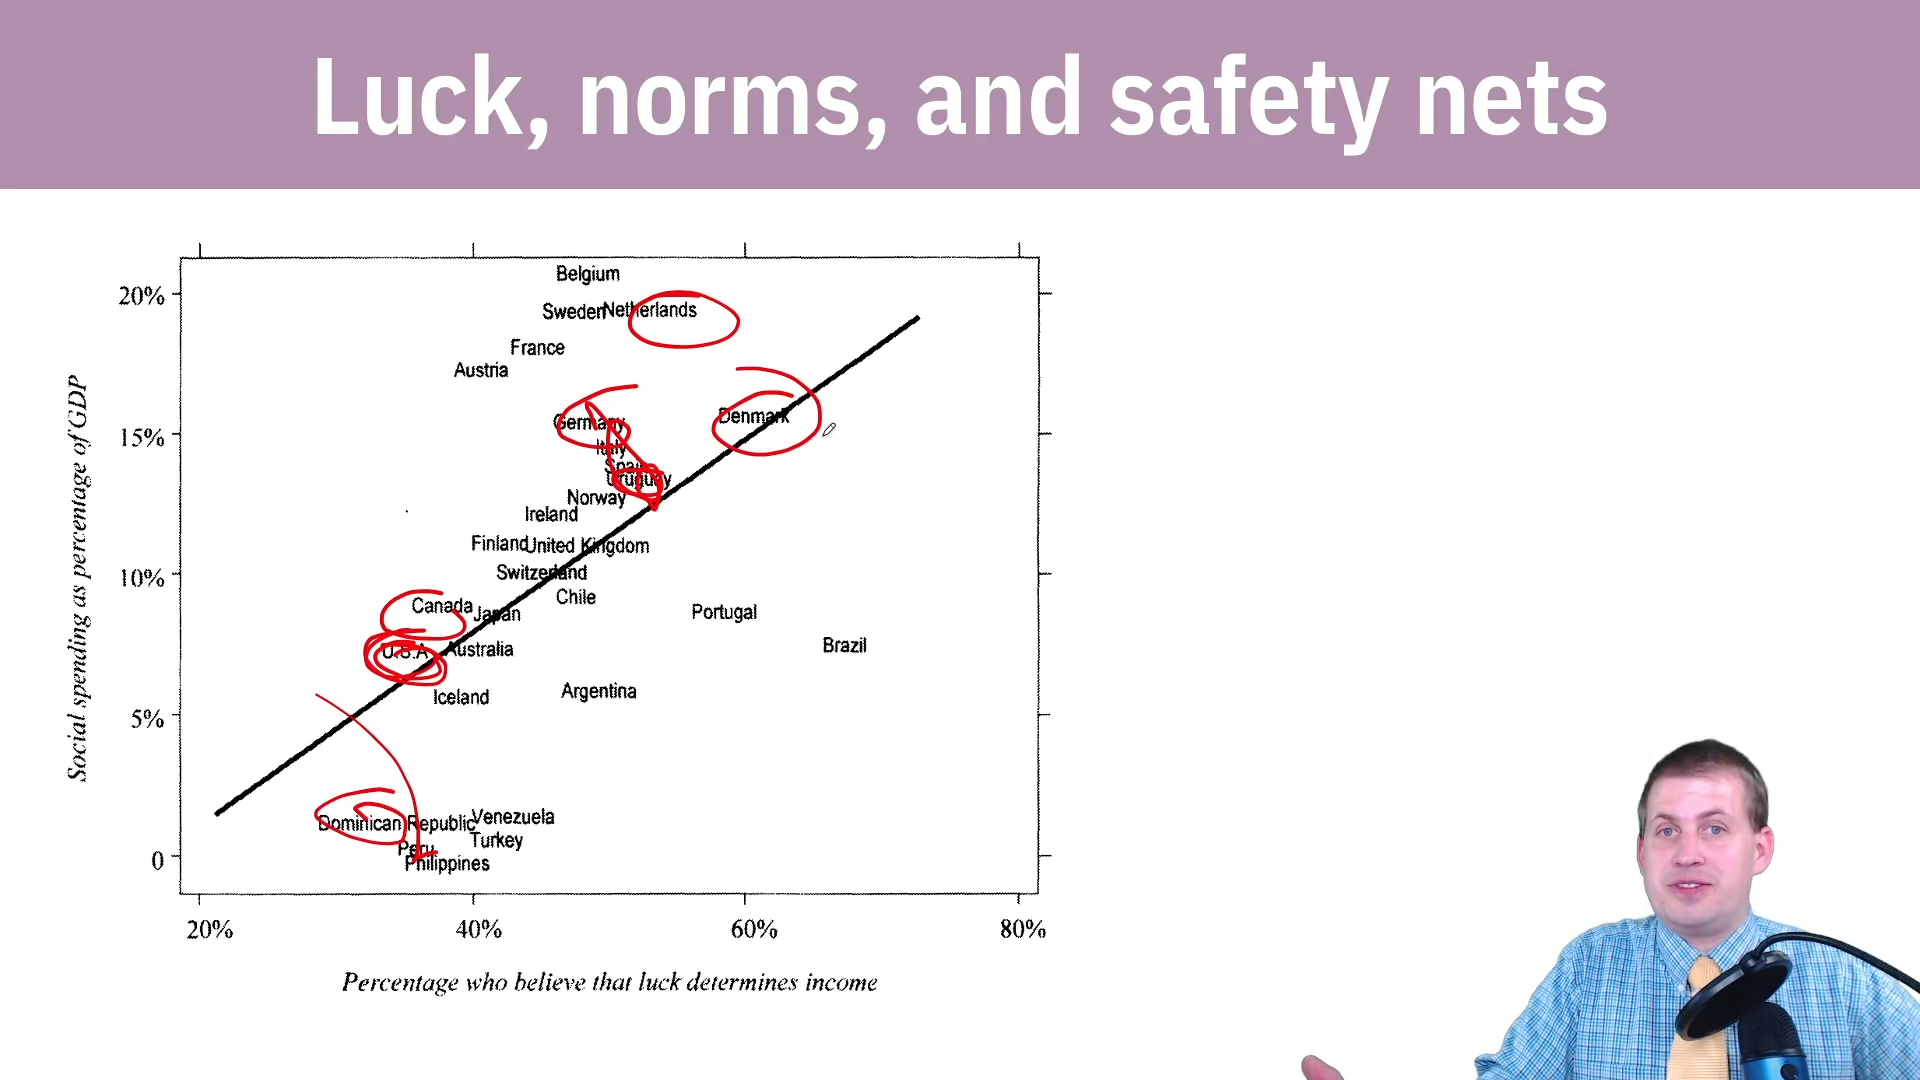 Luck, norms, and safety nets
Social spending as percentage of GDP
20%
15%
10%
5%
0
Belgium
Sweden Netherlands
France
Austria
Germany
Denmark
Italy
Spain
Uruguay
Norway
Ireland
Finland United Kingdom
Switzerland
Chile
Canada
Japan
Portugal
U.S.A
Australia
Brazil
Iceland
Argentina
Dominican Republic
Venezuela
Turkey
Peru
Philippines
20%
40%
60%
80%
Percentage who believe that luck determines income